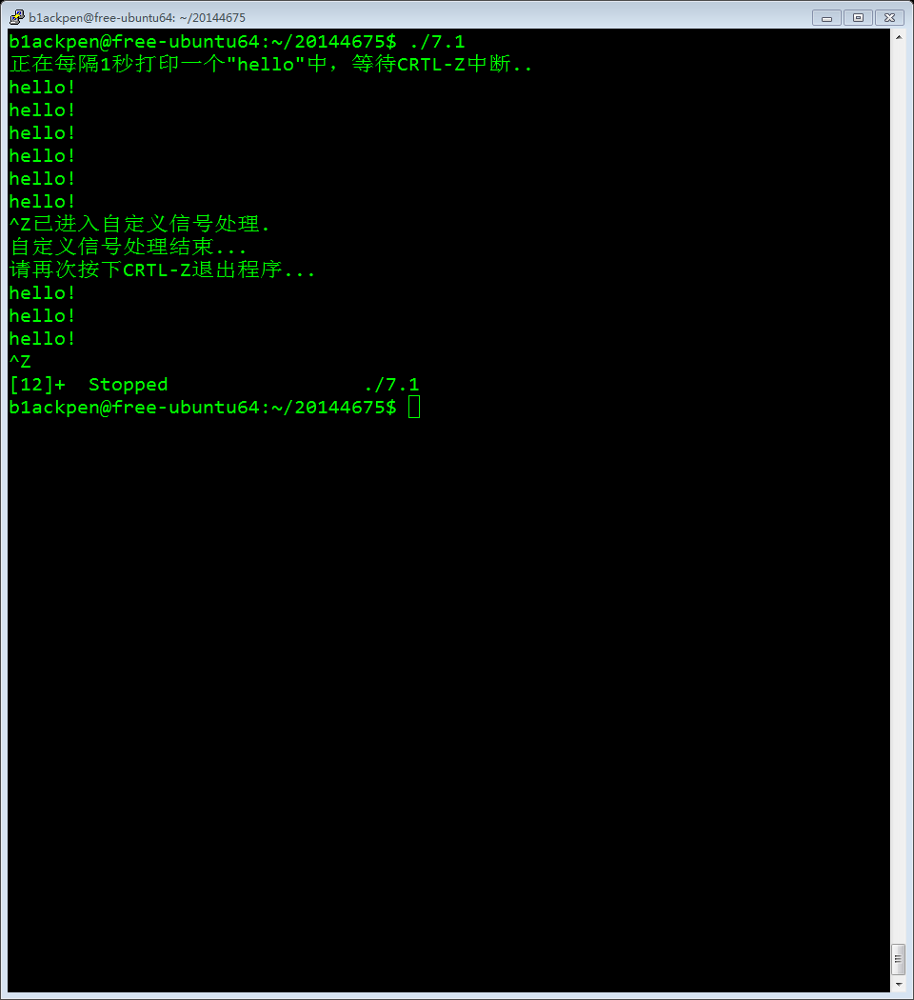 b1ackpen@free-ubuntu64: ~/20144675
b1ackpen@free-ubuntu64:~/20144675$ ./7.1
正在每隔1秒打印一个"hello"中，等待CRTL-Z中断..
hello!
hello!
hello!
hello!
hello!
hello!
^Z已进入自定义信号处理.
自定义信号处理结束...
请再次按下CRTL-Z退出程序...
hello!
hello!
hello!
^Z
[12]+  Stopped                 ./7.1
b1ackpen@free-ubuntu64:~/20144675$